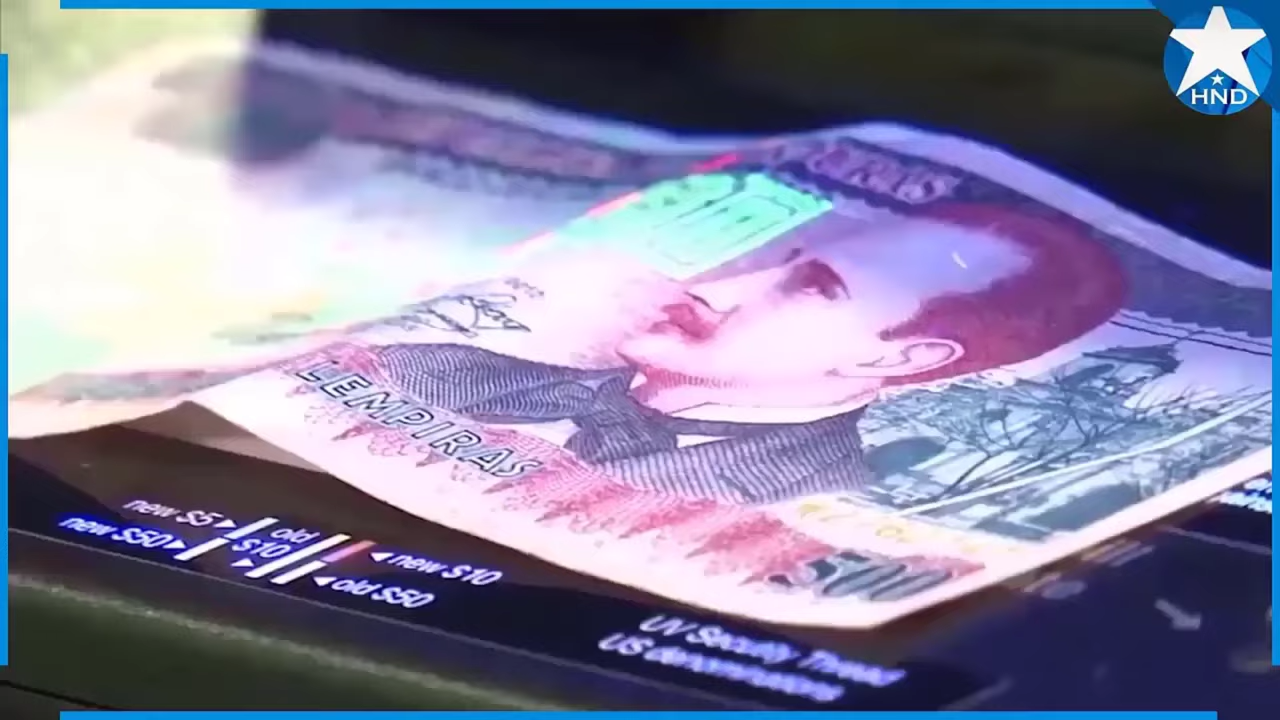 HND
LEMPIRAS
500
new $5
old
new $50
$10
new $10
old $50
UV Security Thread
US denominations